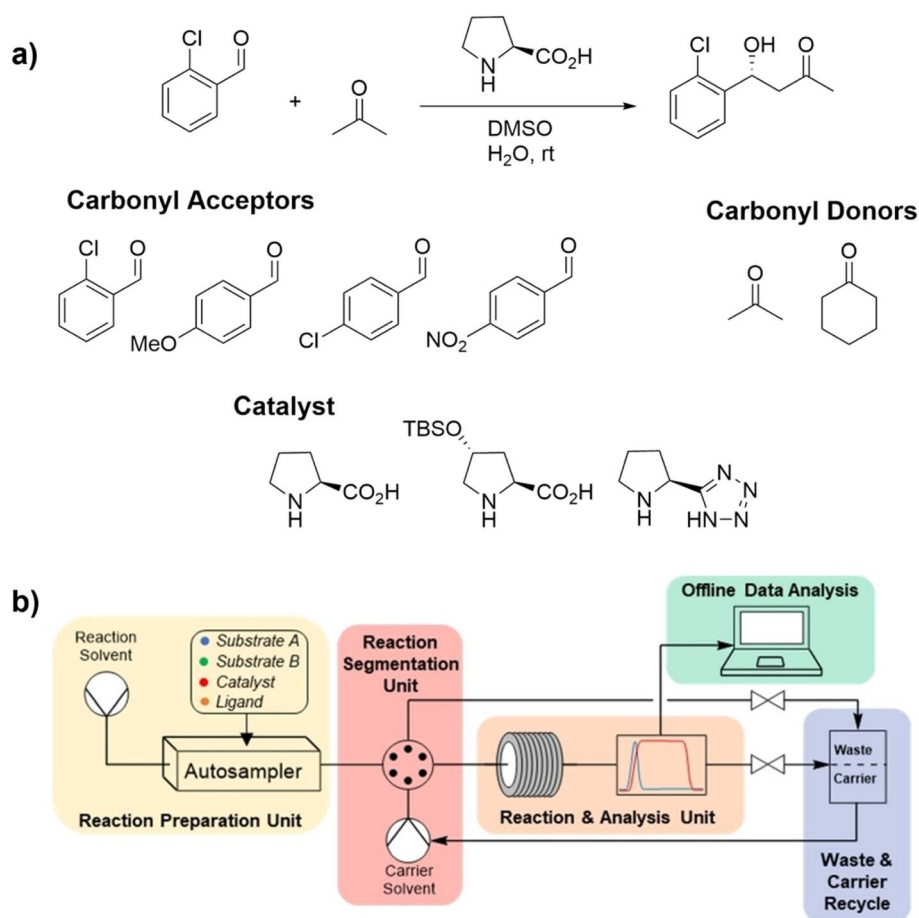 a)
Cl
O
+
O
N
H
CO₂H
DMSO
H₂O, rt
Cl
OH
O
Carbonyl Acceptors
Carbonyl Donors
Cl
O
MeO
O
Cl
O
NO₂
O
O
O
Catalyst
N
H
CO₂H
TBSO
N
H
CO₂H
N
H
N
N
N
HN
b)
Offline Data Analysis
Reaction
Solvent
Substrate A
Substrate B
Catalyst
Ligand
Reaction
Segmentation
Unit
Autosampler
Waste
Carrier
Reaction Preparation Unit
Reaction & Analysis Unit
Carrier
Solvent
Waste &
Carrier
Recycle